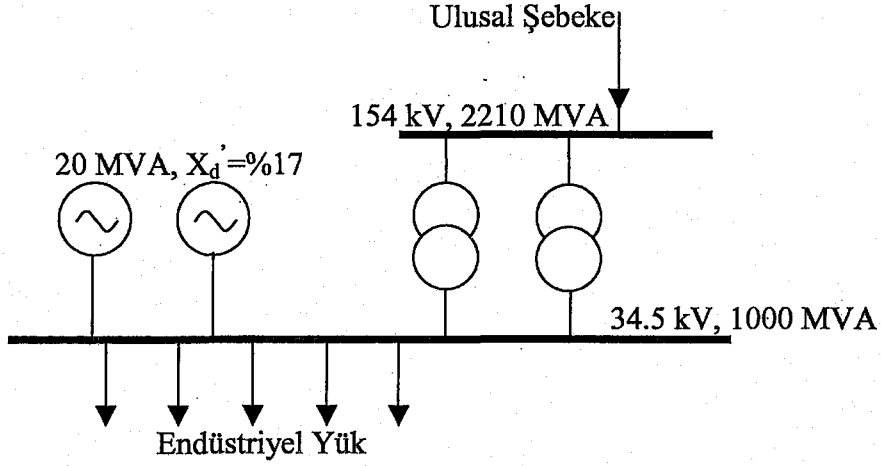 Ulusal Şebeke
154 kV, 2210 MVA
20 MVA, X_d'=%17
34.5 kV, 1000 MVA
Endüstriyel Yük